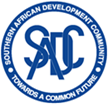 SOUTHERN AFRICAN DEVELOPMENT COMMUNITY
SADC
TOWARDS A COMMON FUTURE